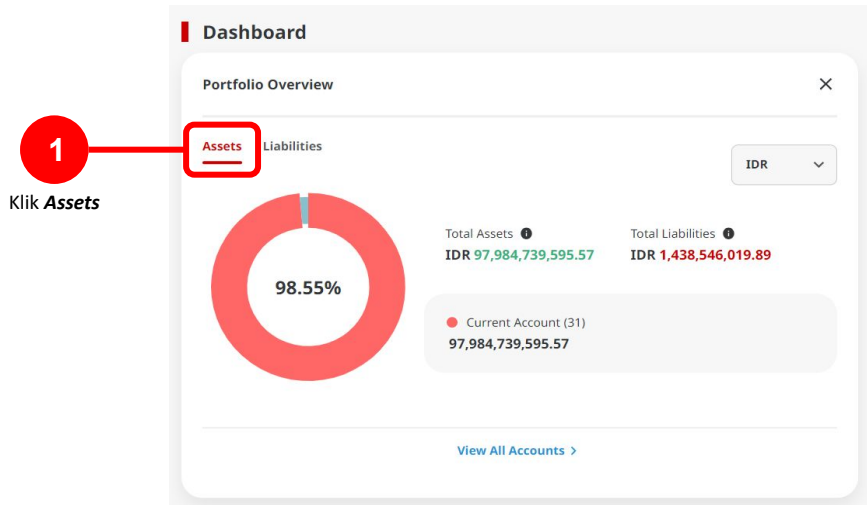 Dashboard
Portfolio Overview
1
Assets Liabilities
IDR
Klik Assets
Total Assets Total Liabilities
IDR 97,984,739,595.57 IDR 1,438,546,019.89
98.55%
Current Account (31)
97,984,739,595.57
View All Accounts >